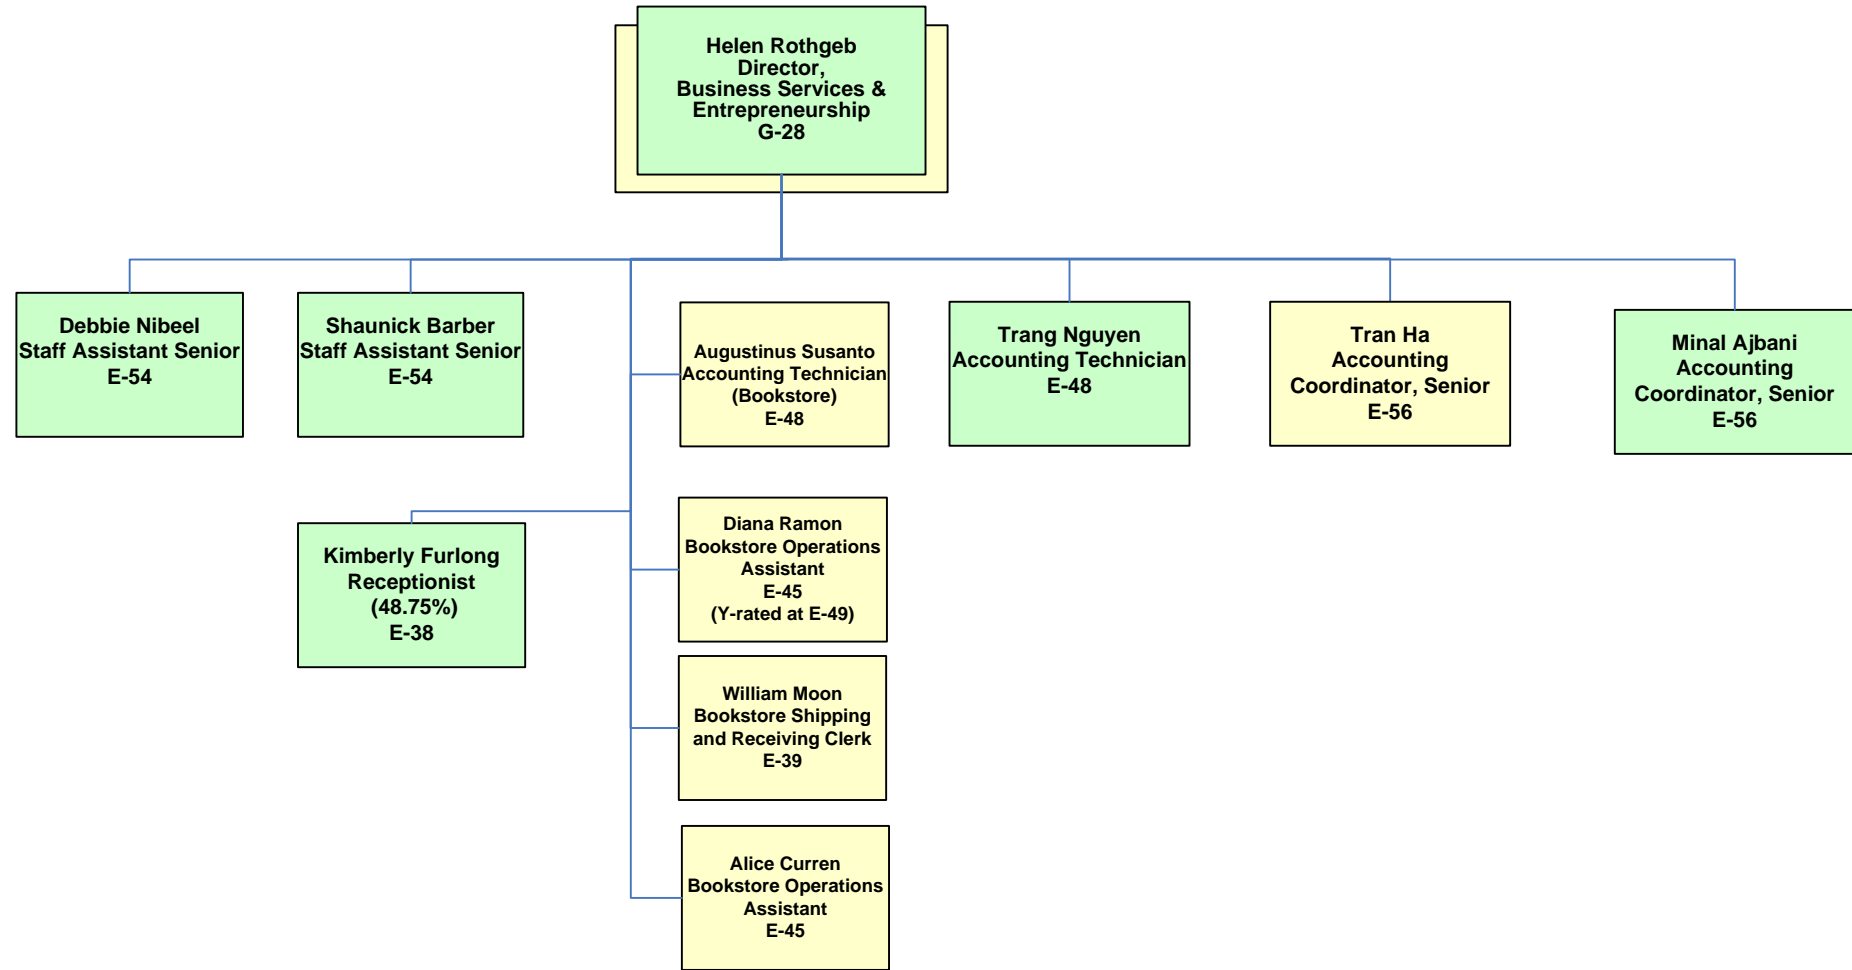 Helen Rothgeb
Director,
Business Services &
Entrepreneurship
G-28
Debbie Nibeel
Staff Assistant Senior
E-54
Shaunick Barber
Staff Assistant Senior
E-54
Augustinus Susanto
Accounting Technician
(Bookstore)
E-48
Trang Nguyen
Accounting Technician
E-48
Tran Ha
Accounting
Coordinator, Senior
E-56
Minal Ajbani
Accounting
Coordinator, Senior
E-56
Kimberly Furlong
Receptionist
(48.75%)
E-38
Diana Ramon
Bookstore Operations
Assistant
E-45
(Y-rated at E-49)
William Moon
Bookstore Shipping
and Receiving Clerk
E-39
Alice Curren
Bookstore Operations
Assistant
E-45